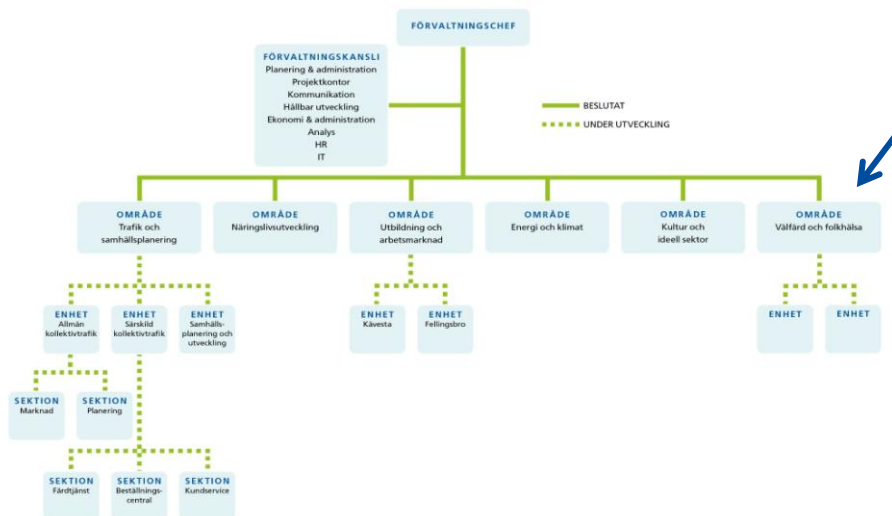 FÖRVALTNINGSCHEF
FÖRVALTNINGSKANSLI
Planering & administration
Projektkontor
Kommunikation
Hållbar utveckling
Ekonomi & administration
Analys
HR
IT
BESLUTAT
UNDER UTVECKLING
OMRÅDE
Trafik och
samhällsplanering
OMRÅDE
Näringslivsutveckling
OMRÅDE
Utbildning och
arbetsmarknad
OMRÅDE
Energi och klimat
OMRÅDE
Kultur och
ideell sektor
OMRÅDE
Välfärd och folkhälsa
ENHET
Allmän
kollektivtrafik
ENHET
Särskild
kollektivtrafik
ENHET
Samhälls-
planering och
utveckling
ENHET
Kävesta
ENHET
Fellingsbro
ENHET
ENHET
SEKTION
Marknad
SEKTION
Planering
SEKTION
Färdtjänst
SEKTION
Beställnings-
central
SEKTION
Kundservice